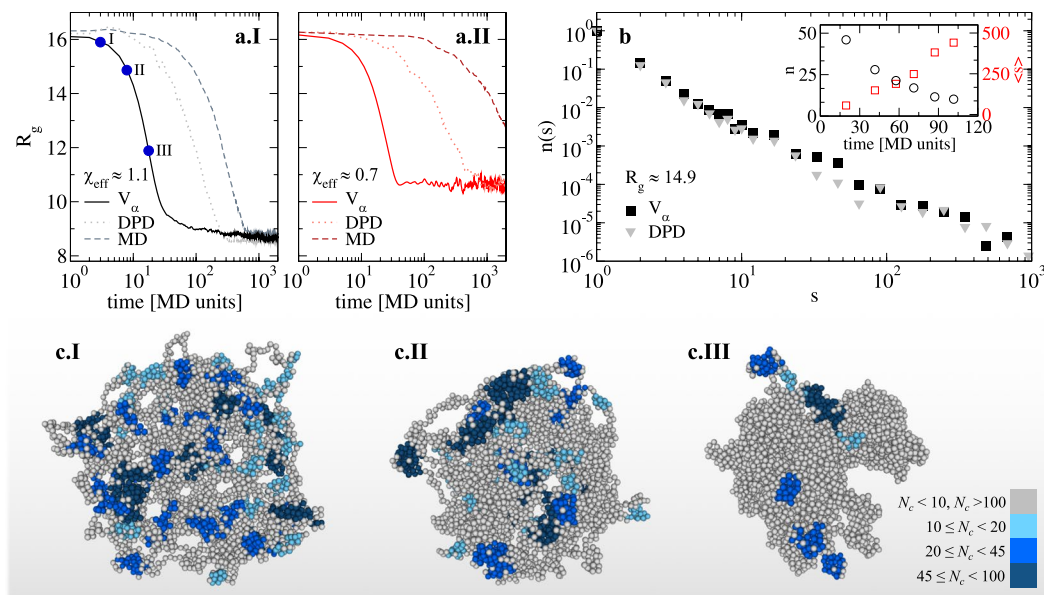 a.I
16
14
12
10
8
R_g
I
II
III
χ_eff ≈ 1.1
V_α
DPD
MD
10^0 10^1 10^2 10^3
time [MD units]
a.II
χ_eff ≈ 0.7
V_α
DPD
MD
10^0 10^1 10^2 10^3
time [MD units]
b
10^0
10^-1
10^-2
10^-3
10^-4
10^-5
10^-6
n(s)
R_g ≈ 14.9
V_α
DPD
10^0 10^1 10^2 10^3
s
50
25
0
n
500
250
0
<s>
0 30 60 90 120
time [MD units]
c.I
c.II
c.III
N_c < 10, N_c >100
10 ≤ N_c < 20
20 ≤ N_c < 45
45 ≤ N_c < 100